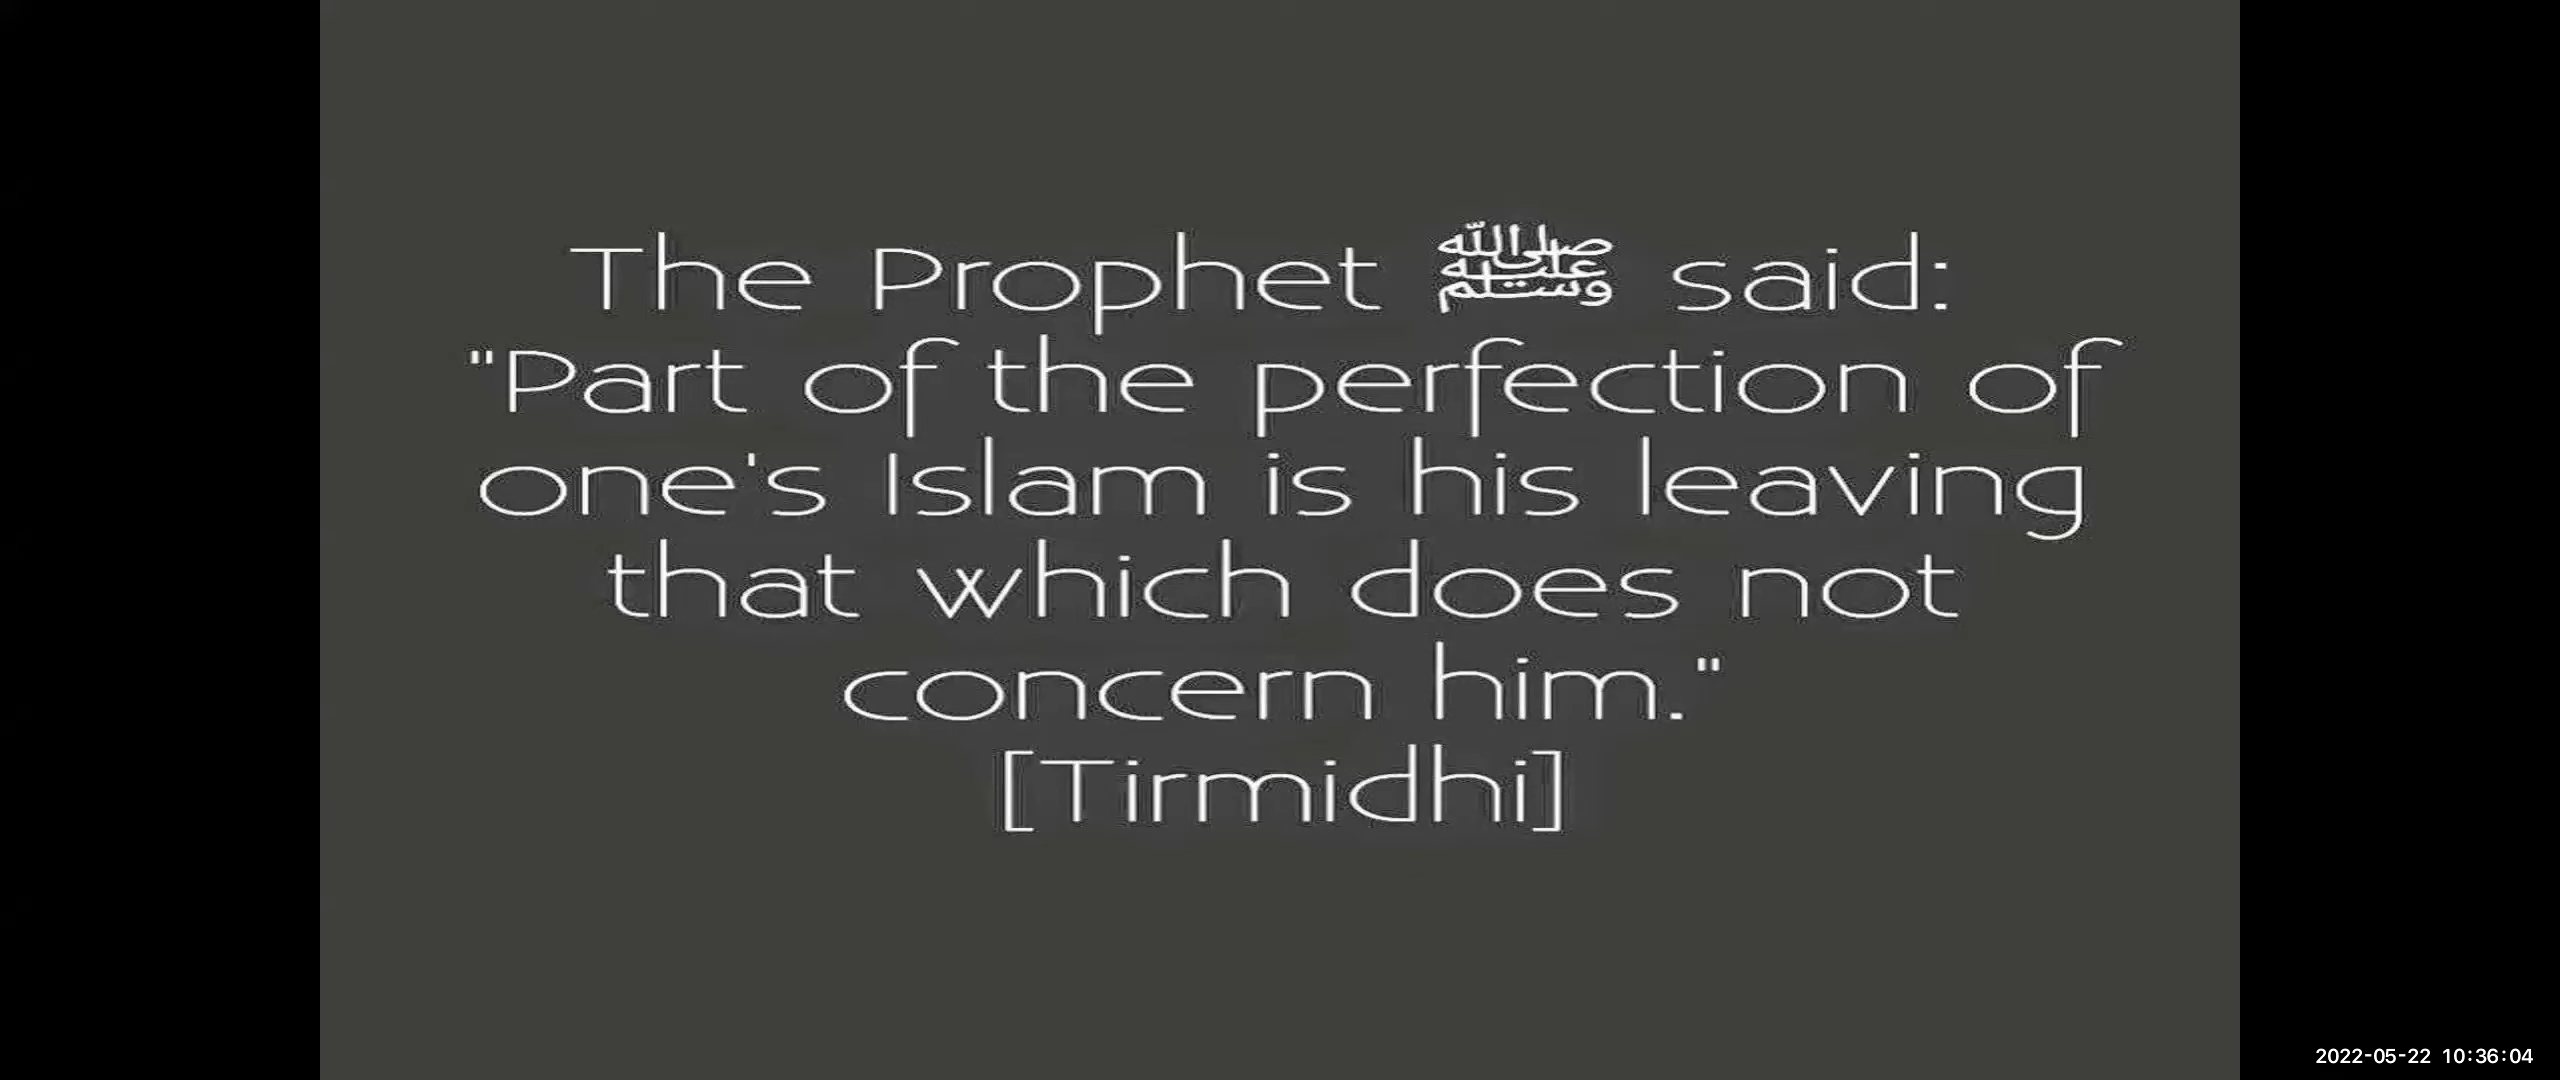 The Prophet ﷺ said:
"Part of the perfection of
one's Islam is his leaving
that which does not
concern him."
[Tirmidhi]
2022-05-22 10:36:04